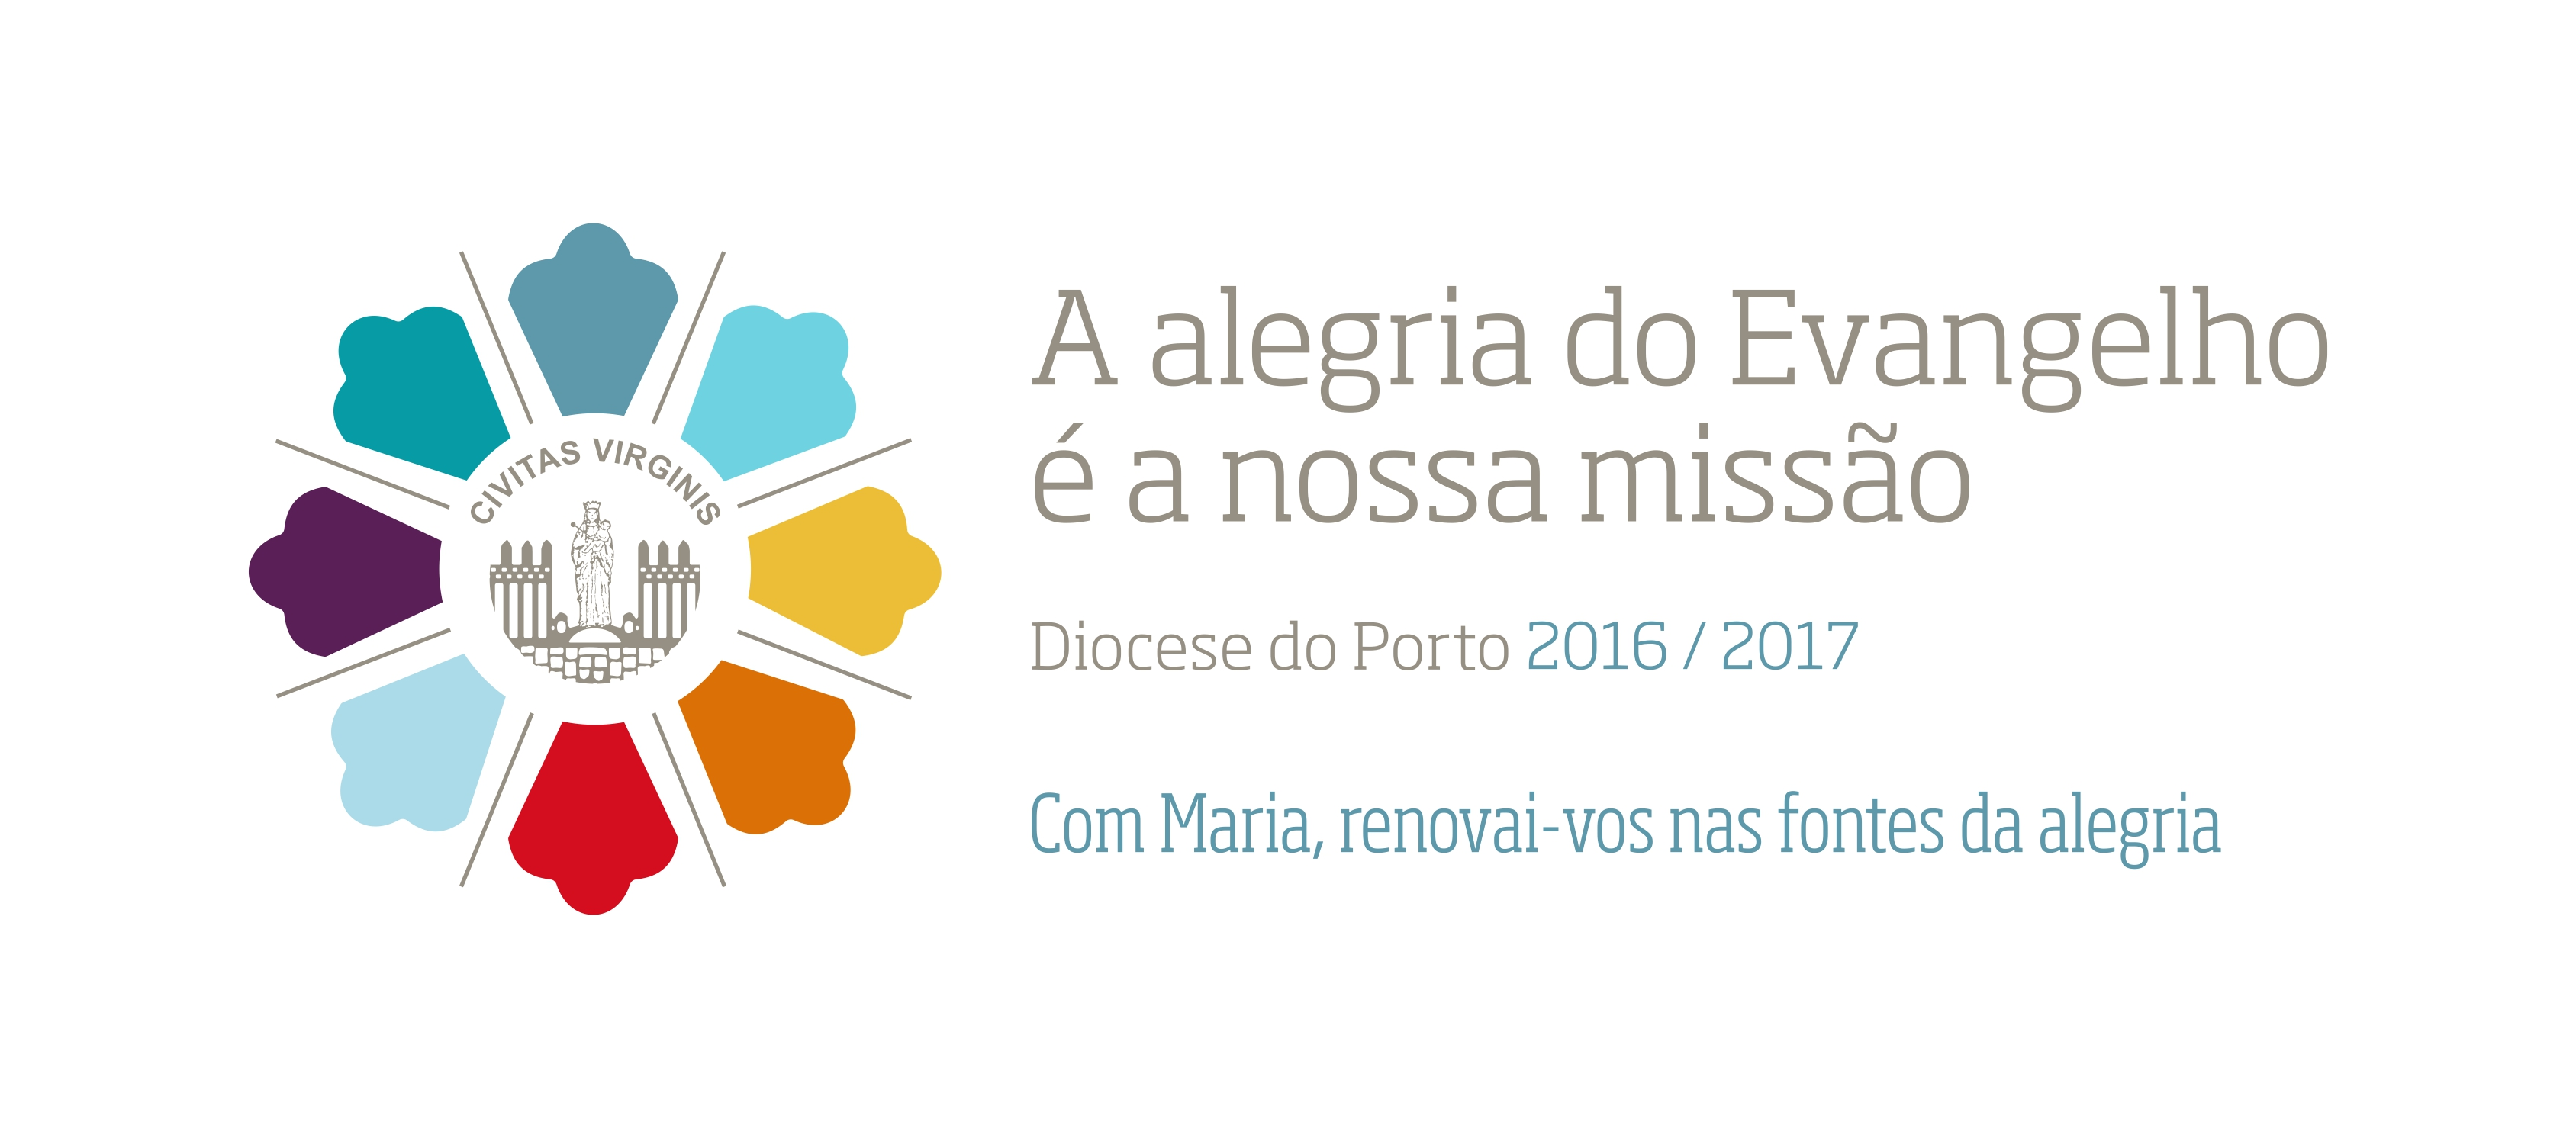 CIVITAS VIRGINIS
A alegria do Evangelho
é a nossa missão
Diocese do Porto 2016 / 2017
Com Maria, renovai-vos nas fontes da alegria